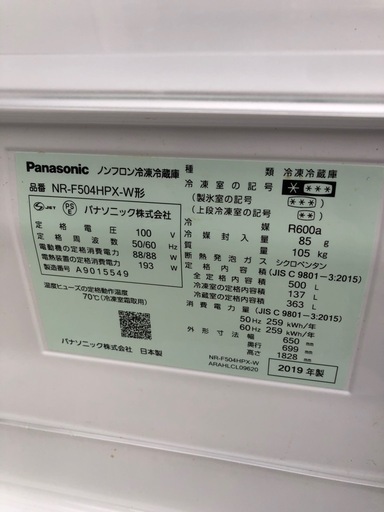 Panasonic ノンフロン冷凍冷蔵庫
品番 NR-F504HPX-W形
JET
PS
E
パナソニック株式会社
定格電圧 100 V
定格周波数 50/60 Hz
電動機の定格消費電力 88/88 W
電熱装置の定格消費電力 193 W
製造番号 A9015549
温度ヒューズの定格動作温度
70℃(冷凍室霜取用)
パナソニック株式会社 日本製
種類 冷凍冷蔵庫
冷凍室の記号
(製氷室の記号)
(上段冷凍室の記号)
冷媒 R600a
冷媒封入量 85 g
質量 105 kg
断熱発泡ガス シクロペンタン
定格内容積 (JIS C 9801-3:2015)
全定格内容積 500 L
冷凍室の定格内容積 137 L
冷蔵室の定格内容積 363 L
消費電力量 (JIS C 9801-3:2015)
50Hz 259 kWh/年
60Hz 259 kWh/年
外形寸法 幅 650 mm
奥行 699 mm
高さ 1828 mm
NR-F504HPX-W
ARAHLCL09620
2019年製